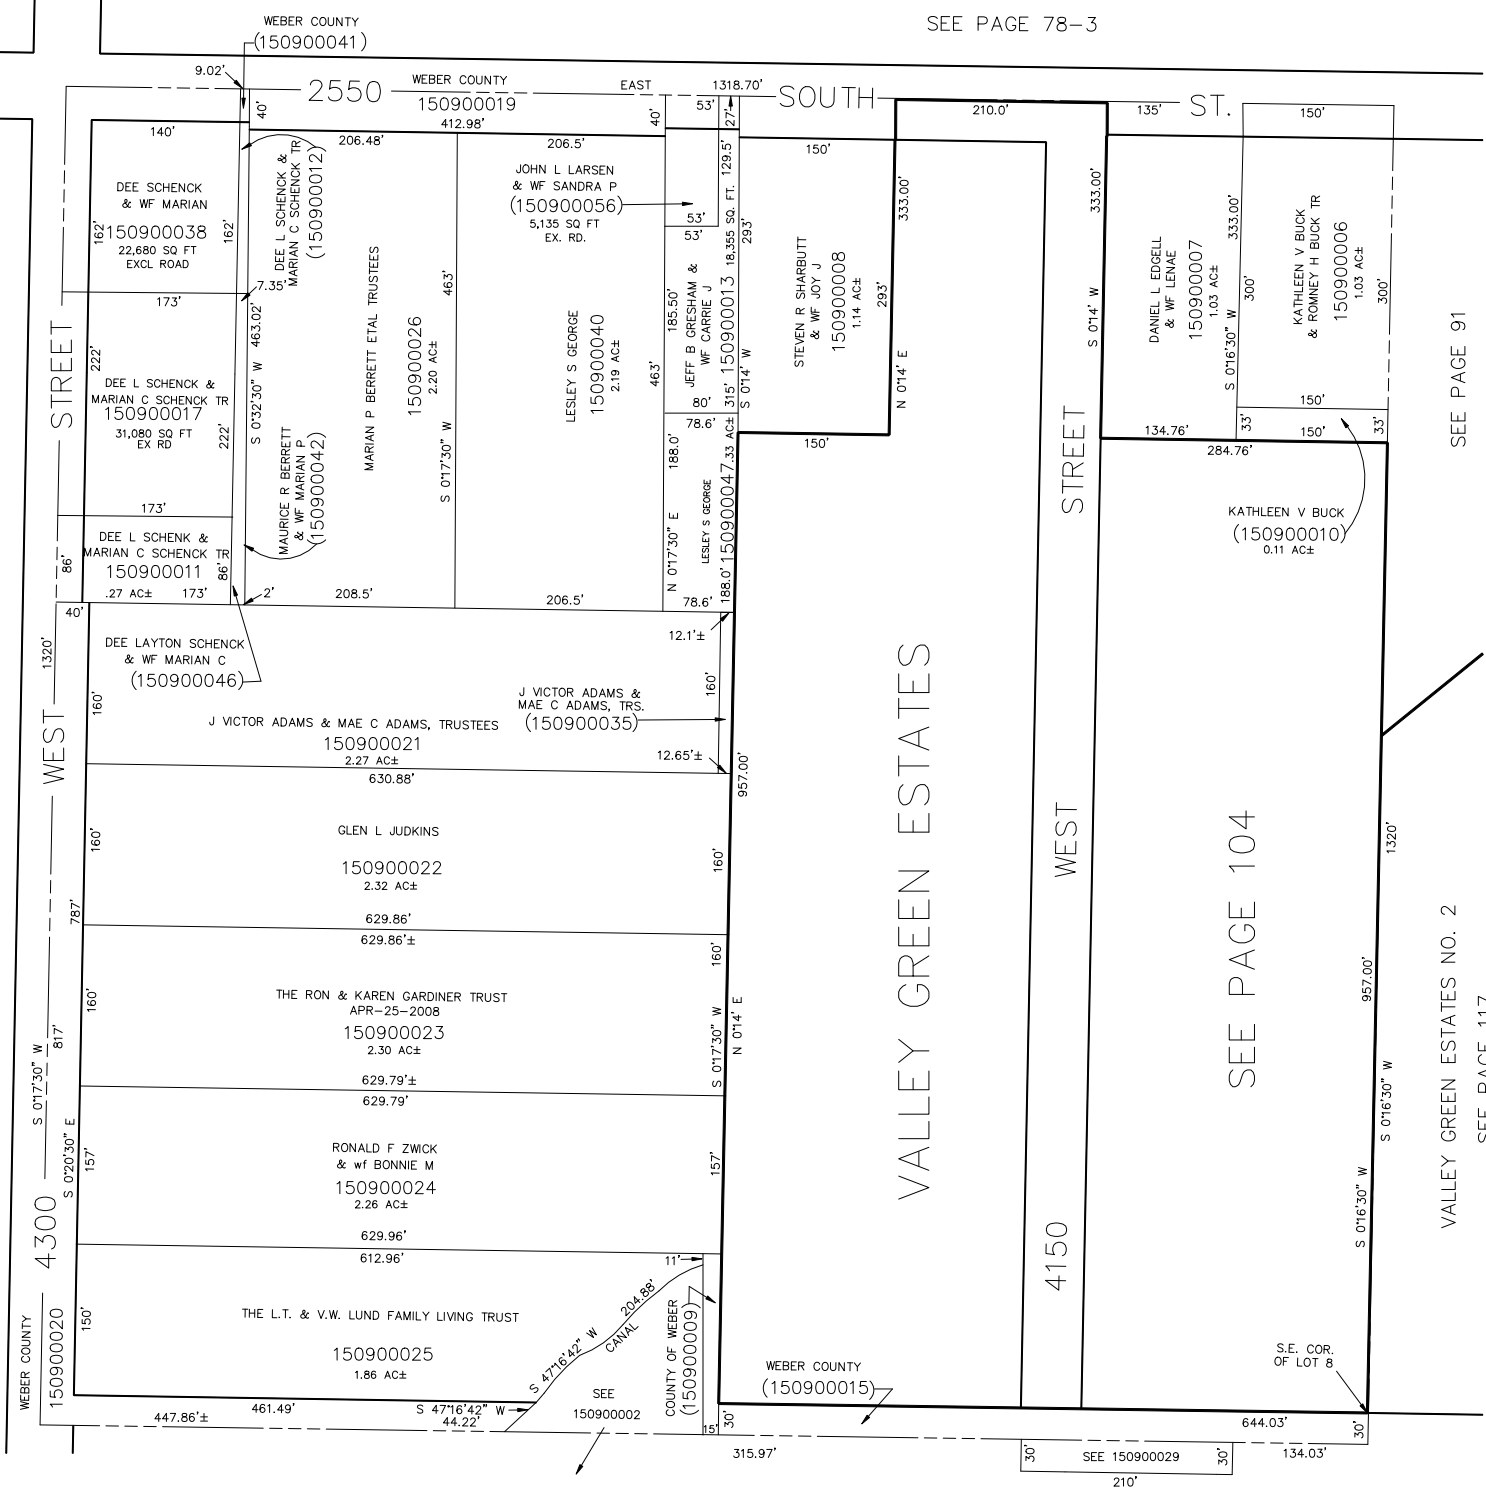 SEE PAGE 78-3
WEBER COUNTY
(150900041)
9.02'
2550
WEBER COUNTY
150900019
EAST
1318.70'
SOUTH
ST.
40'
412.98'
40'
53'
27'
210.0'
135'
150'
140'
206.48'
206.5'
150'
DEE SCHENCK
& WF MARIAN
150900038
22,680 SQ FT
EXCL ROAD
162'
162'
173'
7.35'
DEE L SCHENCK &
MARIAN C SCHENCK TR
(150900012)
JOHN L LARSEN
& WF SANDRA P
(150900056)
5,135 SQ FT
EX. RD.
53'
53'
129.5'
18,355 SQ. FT.
293'
JEFF B GRESHAM &
WF CARRIE J
150900013
185.50'
315'
80'
S 0°14' W
STEVEN R SHARBUTT
& WF JOY J
150900008
1.14 AC±
293'
333.00'
N 0°14' E
150'
333.00'
S 0°14' W
DANIEL L EDGELL
& WF LENAE
150900007
1.03 AC±
333.00'
300'
S 0°16'30" W
134.76'
KATHLEEN V BUCK
& ROMNEY H BUCK TR
150900006
1.03 AC±
300'
150'
33'
150'
33'
284.76'
KATHLEEN V BUCK
(150900010)
0.11 AC±
SEE PAGE 91
STREET
222'
DEE L SCHENCK &
MARIAN C SCHENCK TR
150900017
31,080 SQ FT
EX RD
222'
173'
S 0°32'30" W 463.02'
MAURICE R BERRETT
& WF MARIAN P
(150900042)
MARIAN P BERRETT ETAL TRUSTEES
150900026
2.20 AC±
463'
S 0°17'30" W
LESLEY S GEORGE
150900040
2.19 AC±
463'
78.6'
188.0'
N 0°17'30" E
LESLEY S GEORGE
150900047
.33 AC±
188.0'
78.6'
DEE L SCHENK &
MARIAN C SCHENCK TR
150900011
.27 AC±
173'
86'
86'
2'
208.5'
206.5'
40'
1320'
DEE LAYTON SCHENCK
& WF MARIAN C
(150900046)
12.1'±
160'
160'
J VICTOR ADAMS &
MAE C ADAMS, TRS.
(150900035)
J VICTOR ADAMS & MAE C ADAMS, TRUSTEES
150900021
2.27 AC±
12.65'±
630.88'
WEST
957.00'
GLEN L JUDKINS
150900022
2.32 AC±
160'
160'
629.86'
629.86'±
787'
THE RON & KAREN GARDINER TRUST
APR-25-2008
150900023
2.30 AC±
160'
160'
S 0°17'30" W
N 0°14' E
629.79'±
629.79'
S 0°17'30" W
817'
S 0°20'30" E
RONALD F ZWICK
& wf BONNIE M
150900024
2.26 AC±
157'
157'
629.96'
612.96'
11'
4300
THE L.T. & V.W. LUND FAMILY LIVING TRUST
150900025
1.86 AC±
150'
WEBER COUNTY
150900020
204.88'
S 47°16'42" W
CANAL
COUNTY OF WEBER
(150900009)
SEE
150900002
447.86'±
461.49'
S 47°16'42" W
44.22'
15'
30'
315.97'
WEBER COUNTY
(150900015)
VALLEY GREEN ESTATES
STREET
WEST
4150
SEE PAGE 104
1320'
957.00'
S 0°16'30" W
S 0°16'30" W
VALLEY GREEN ESTATES NO. 2
SEE PAGE 117
S.E. COR.
OF LOT 8
644.03'
30'
134.03'
30'
SEE 150900029
30'
210'